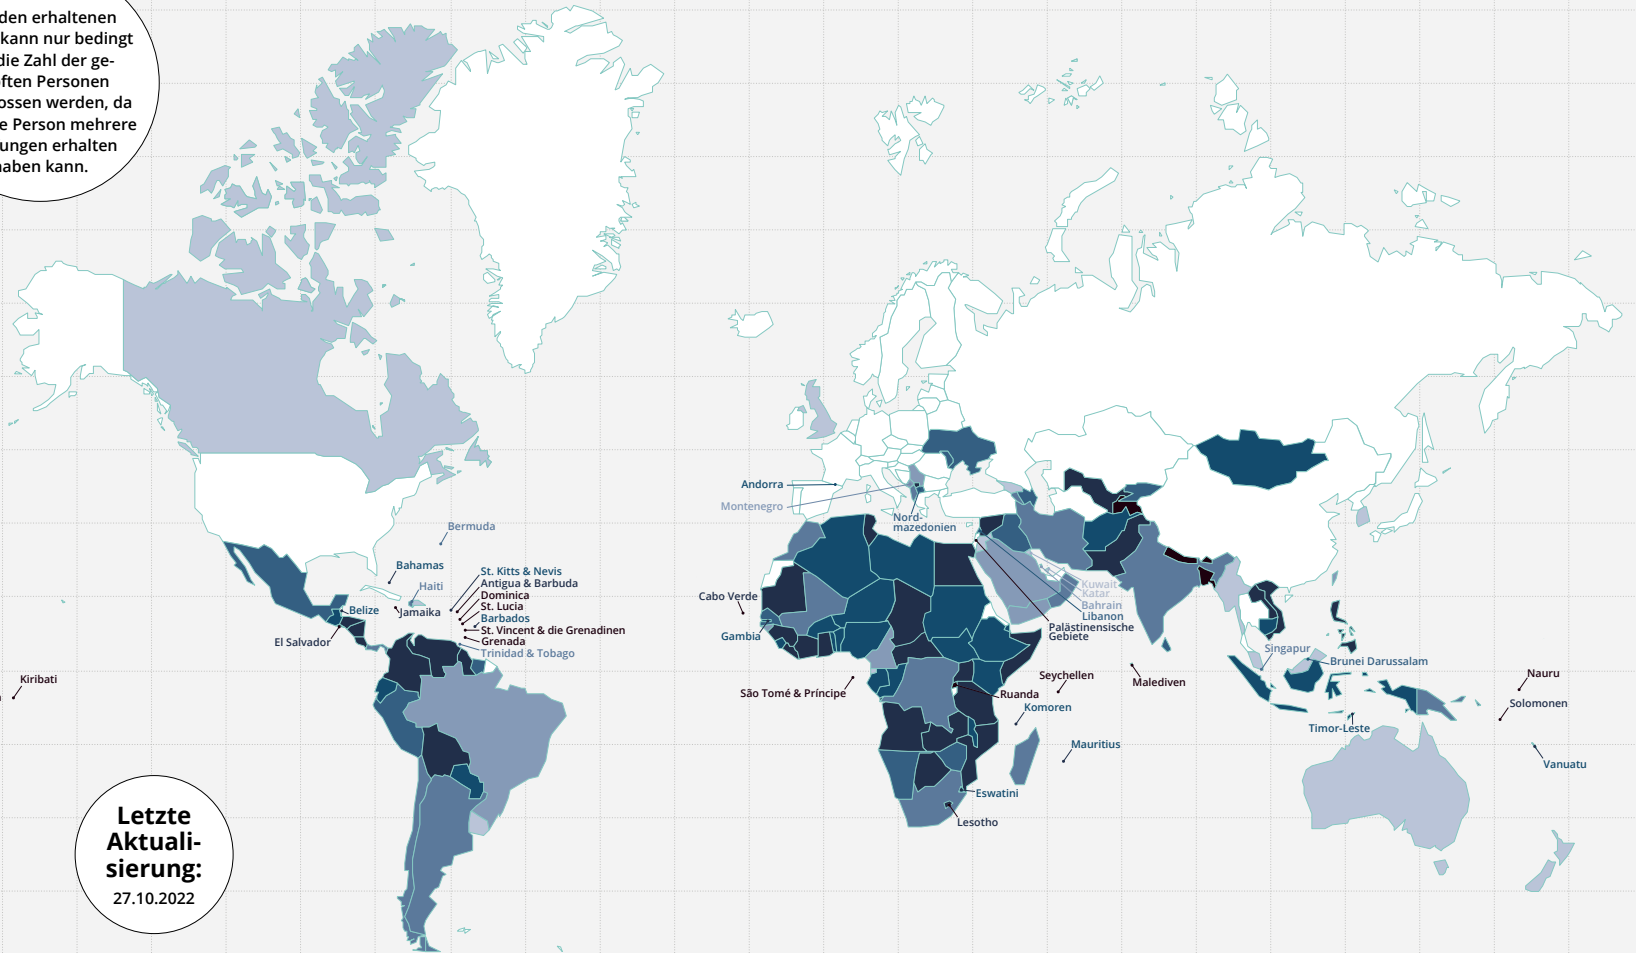 den erhaltenen
kann nur bedingt
die Zahl der ge-
ften Personen
ossen werden, da
e Person mehrere
ungen erhalten
haben kann.
Bermuda
Bahamas
Haiti
Belize
Jamaika
El Salvador
St. Kitts & Nevis
Antigua & Barbuda
Dominica
St. Lucia
Barbados
St. Vincent & die Grenadinen
Grenada
Trinidad & Tobago
Kiribati
Andorra
Montenegro
Nord-
mazedonien
Cabo Verde
Gambia
São Tomé & Príncipe
Kuwait
Katar
Bahrain
Libanon
Palästinensische
Gebiete
Seychellen
Ruanda
Komoren
Malediven
Mauritius
Eswatini
Lesotho
Singapur
Brunei Darussalam
Timor-Leste
Nauru
Solomonen
Vanuatu
Letzte
Aktuali-
sierung:
27.10.2022